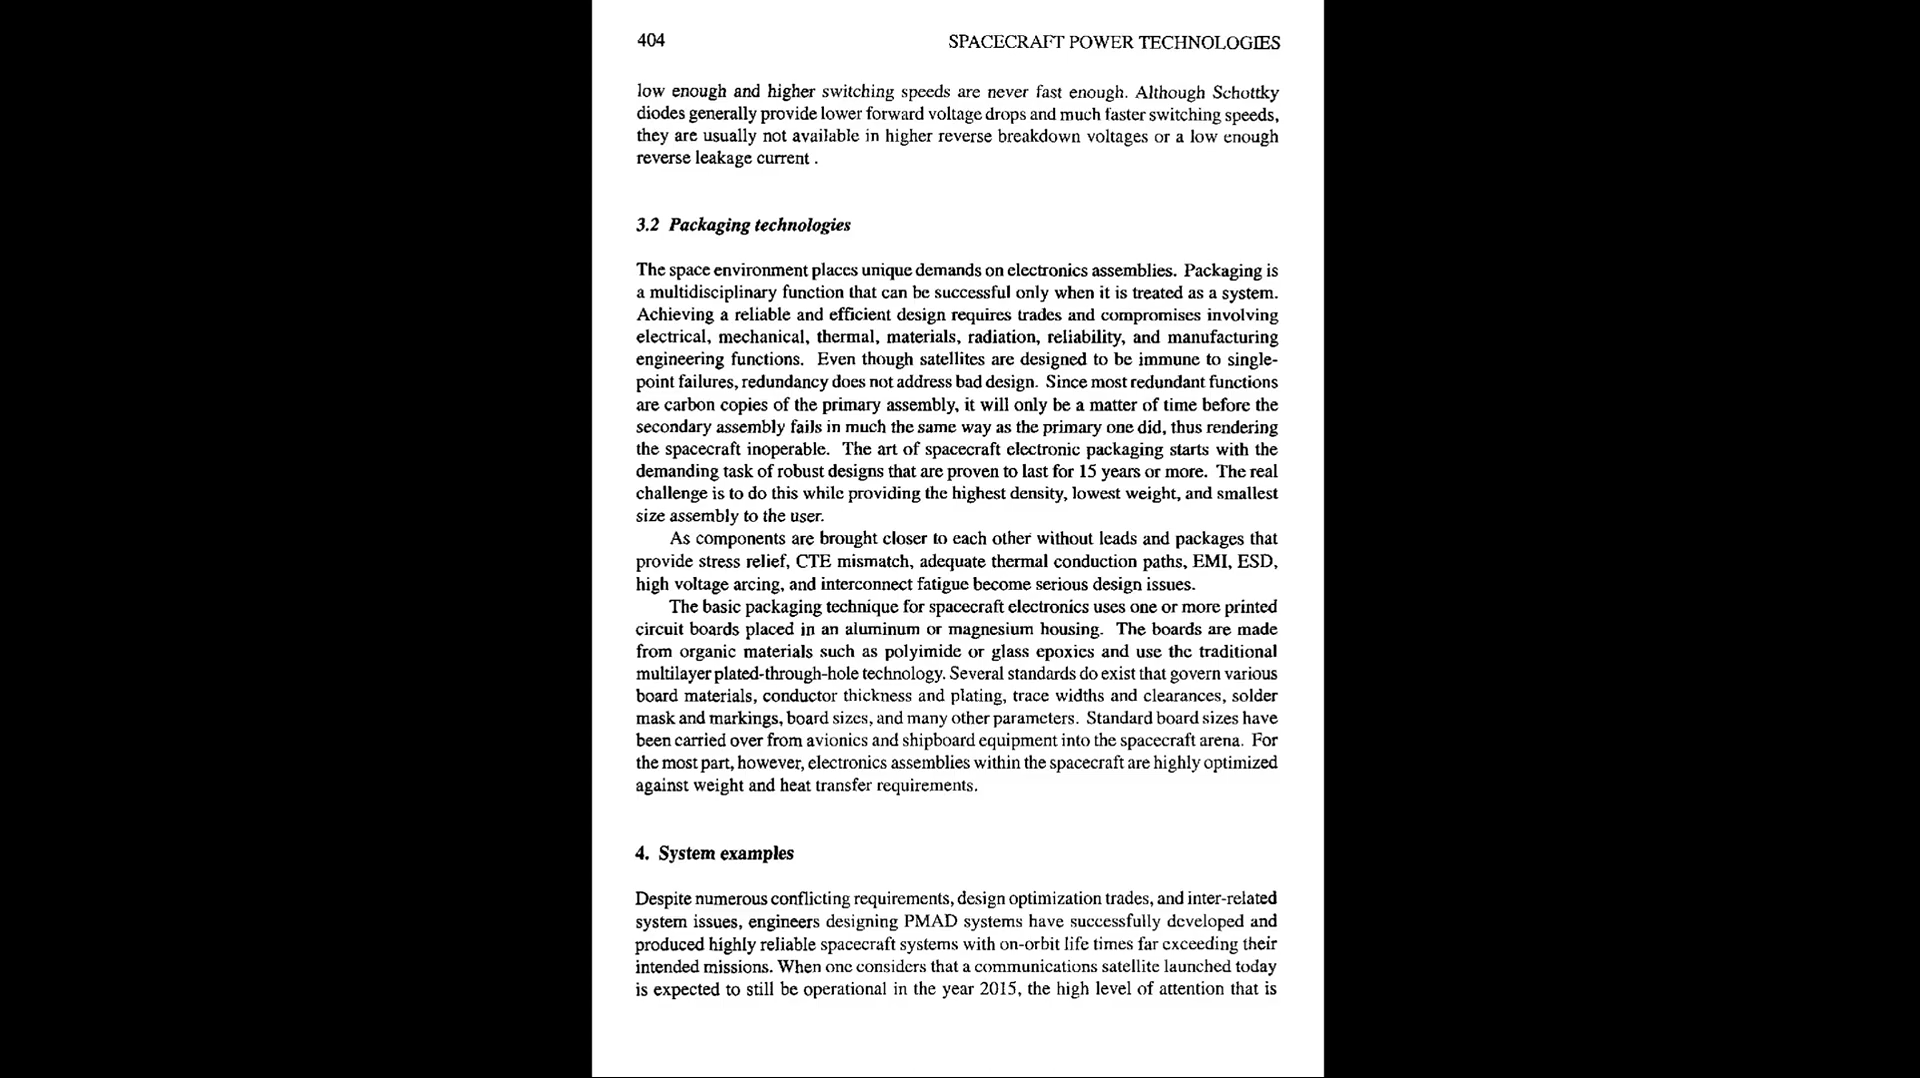 404
SPACECRAFT POWER TECHNOLOGIES
low enough and higher switching speeds are never fast enough. Although Schottky
diodes generally provide lower forward voltage drops and much faster switching speeds,
they are usually not available in higher reverse breakdown voltages or a low enough
reverse leakage current .
3.2 Packaging technologies
The space environment places unique demands on electronics assemblies. Packaging is
a multidisciplinary function that can be successful only when it is treated as a system.
Achieving a reliable and efficient design requires trades and compromises involving
electrical, mechanical, thermal, materials, radiation, reliability, and manufacturing
engineering functions. Even though satellites are designed to be immune to single-
point failures, redundancy does not address bad design. Since most redundant functions
are carbon copies of the primary assembly, it will only be a matter of time before the
secondary assembly fails in much the same way as the primary one did, thus rendering
the spacecraft inoperable. The art of spacecraft electronic packaging starts with the
demanding task of robust designs that are proven to last for 15 years or more. The real
challenge is to do this while providing the highest density, lowest weight, and smallest
size assembly to the user.
As components are brought closer to each other without leads and packages that
provide stress relief, CTE mismatch, adequate thermal conduction paths, EMI, ESD,
high voltage arcing, and interconnect fatigue become serious design issues.
The basic packaging technique for spacecraft electronics uses one or more printed
circuit boards placed in an aluminum or magnesium housing. The boards are made
from organic materials such as polyimide or glass epoxies and use the traditional
multilayer plated-through-hole technology. Several standards do exist that govern various
board materials, conductor thickness and plating, trace widths and clearances, solder
mask and markings, board sizes, and many other parameters. Standard board sizes have
been carried over from avionics and shipboard equipment into the spacecraft arena. For
the most part, however, electronics assemblies within the spacecraft are highly optimized
against weight and heat transfer requirements.
4. System examples
Despite numerous conflicting requirements, design optimization trades, and inter-related
system issues, engineers designing PMAD systems have successfully developed and
produced highly reliable spacecraft systems with on-orbit life times far exceeding their
intended missions. When one considers that a communications satellite launched today
is expected to still be operational in the year 2015, the high level of attention that is